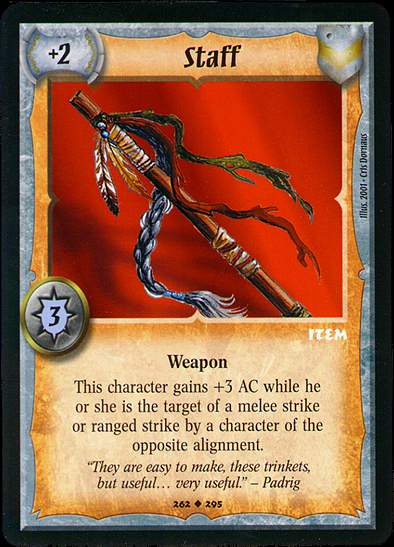 +2
Staff
Illus. 2001 • Cris Dornaus
3
ITEM
Weapon
This character gains +3 AC while he
or she is the target of a melee strike
or ranged strike by a character of the
opposite alignment.
“They are easy to make, these trinkets,
but useful… very useful.” – Padrig
262 ◆ 295